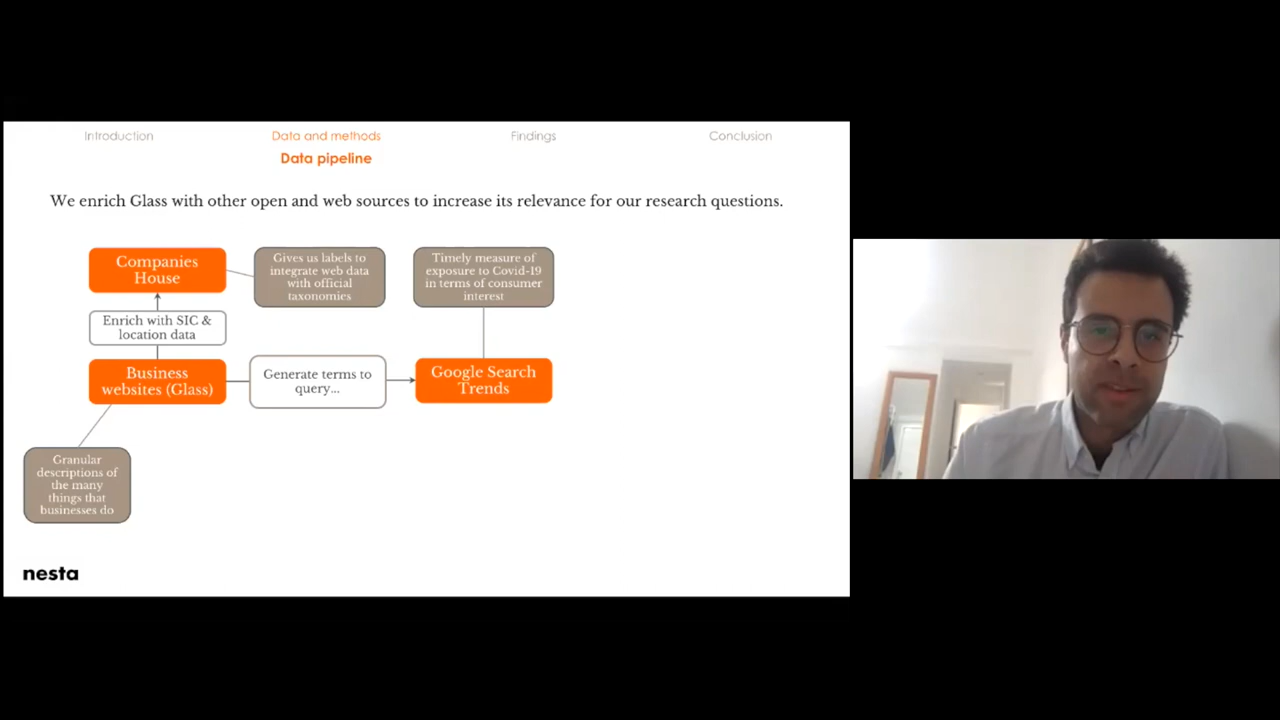 Introduction
Data and methods
Findings
Conclusion
Data pipeline
We enrich Glass with other open and web sources to increase its relevance for our research questions.
Companies
House
Gives us labels to
integrate web data
with official
taxonomies
Timely measure of
exposure to Covid-19
in terms of consumer
interest
Enrich with SIC &
location data
Business
websites (Glass)
Generate terms to
query...
Google Search
Trends
Granular
descriptions of
the many
things that
businesses do
nesta